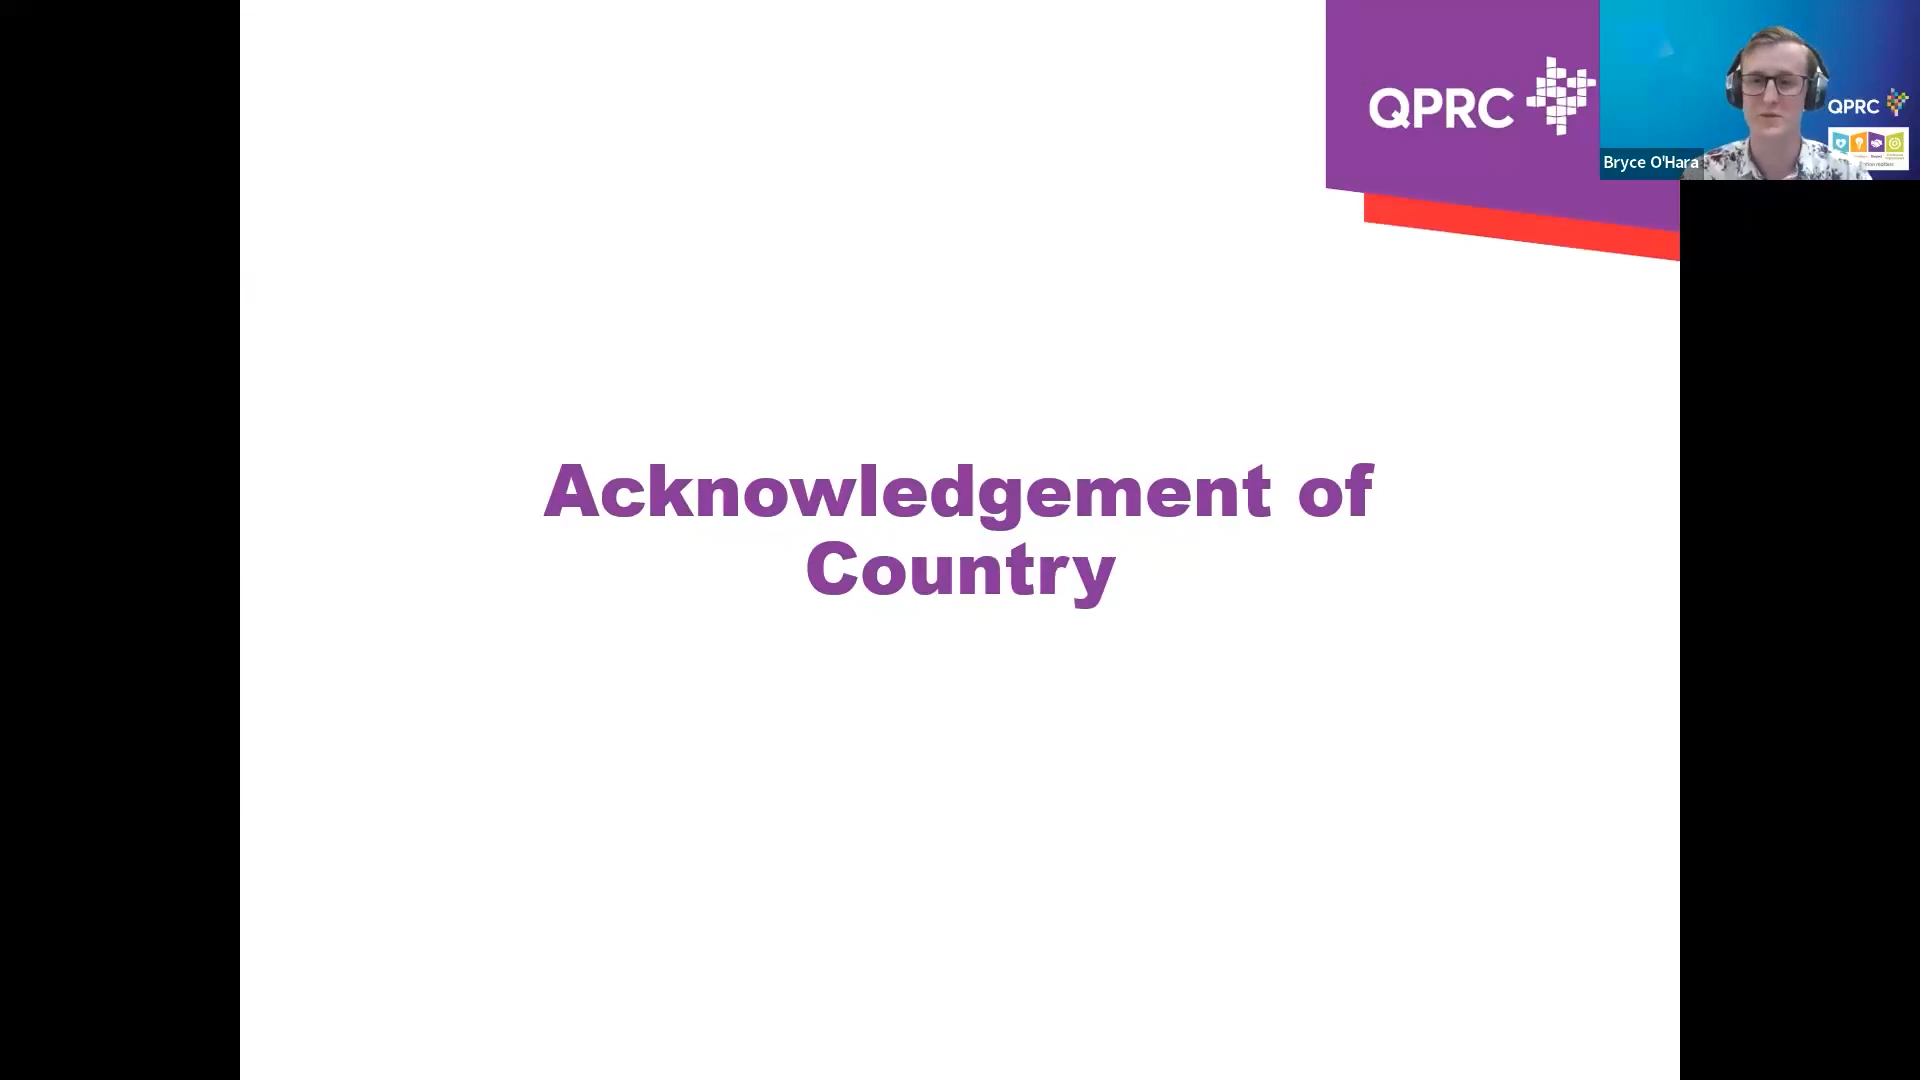 QPRC
Bryce O'Hara
QPRC
Acknowledgement of
Country